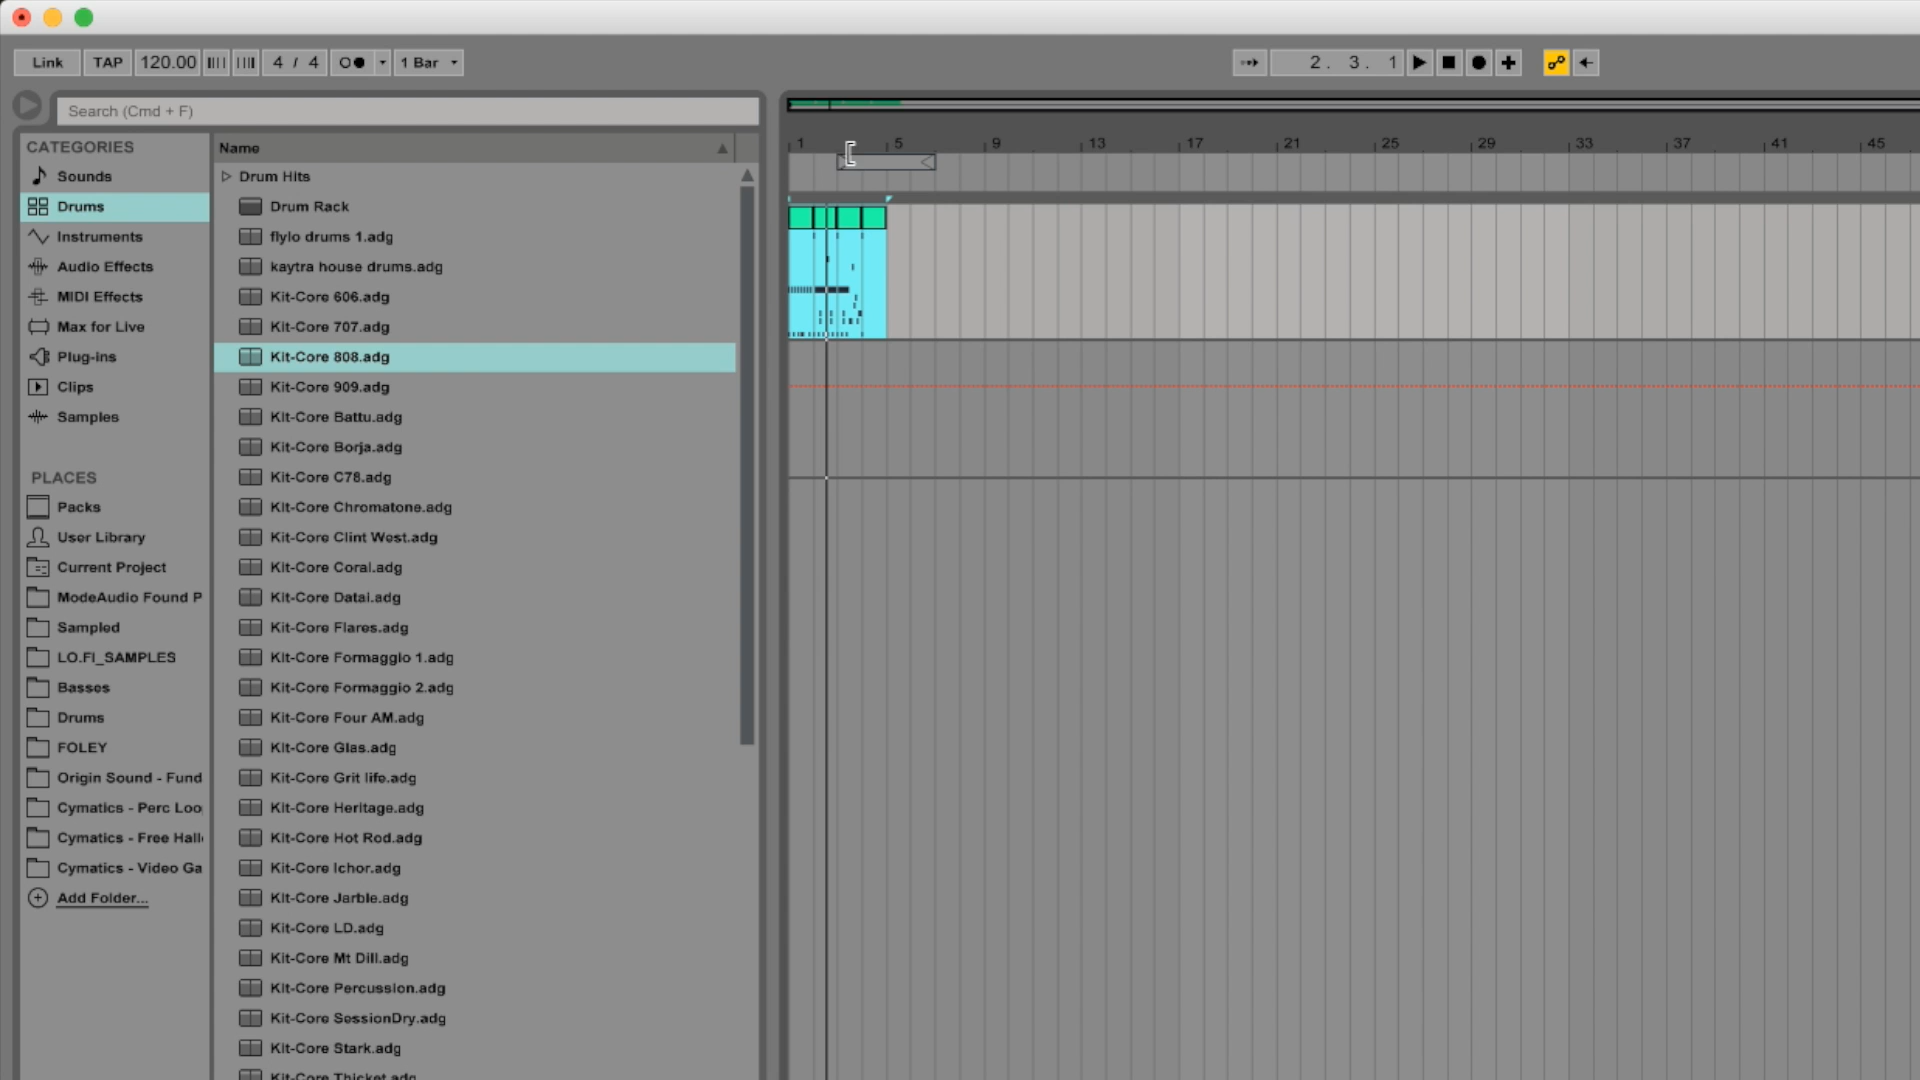 Link TAP 120.00 4 / 4 1 Bar 2. 3. 1
Search (Cmd + F)
CATEGORIES
Sounds
Drums
Instruments
Audio Effects
MIDI Effects
Max for Live
Plug-ins
Clips
Samples
PLACES
Packs
User Library
Current Project
ModeAudio Found P
Sampled
LO.FI_SAMPLES
Basses
Drums
FOLEY
Origin Sound - Fund
Cymatics - Perc Loo
Cymatics - Free Hall
Cymatics - Video Ga
Add Folder...
Name
Drum Hits
Drum Rack
flylo drums 1.adg
kaytra house drums.adg
Kit-Core 606.adg
Kit-Core 707.adg
Kit-Core 808.adg
Kit-Core 909.adg
Kit-Core Battu.adg
Kit-Core Borja.adg
Kit-Core C78.adg
Kit-Core Chromatone.adg
Kit-Core Clint West.adg
Kit-Core Coral.adg
Kit-Core Datai.adg
Kit-Core Flares.adg
Kit-Core Formaggio 1.adg
Kit-Core Formaggio 2.adg
Kit-Core Four AM.adg
Kit-Core Glas.adg
Kit-Core Grit life.adg
Kit-Core Heritage.adg
Kit-Core Hot Rod.adg
Kit-Core Ichor.adg
Kit-Core Jarble.adg
Kit-Core LD.adg
Kit-Core Mt Dill.adg
Kit-Core Percussion.adg
Kit-Core SessionDry.adg
Kit-Core Stark.adg
Kit-Core Thicket.adg
1 5 9 13 17 21 25 29 33 37 41 45